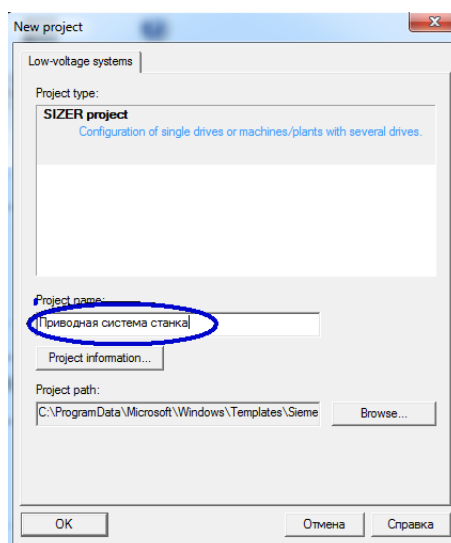 New project
Low-voltage systems
Project type:
SIZER project
Configuration of single drives or machines/plants with several drives.
Project name:
Приводная система станка
Project information...
Project path:
C:\ProgramData\Microsoft\Windows\Templates\Sieme
Browse...
OK
Отмена
Справка